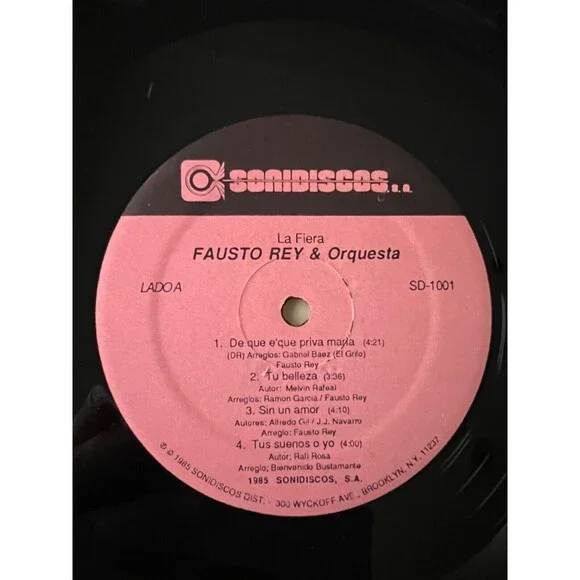 SONIDISCOS, s.a.
La Fiera
FAUSTO REY & Orquesta
LADO A
SD-1001
1. De que e'que priva maria (4:21)
(DR) Arreglos: Gabriel Baez (El Grillo)
Fausto Rey
2. Tu belleza (3:36)
Autor: Melvin Rafeal
Arreglos: Ramon Garcia / Fausto Rey
3. Sin un amor (4:10)
Autores: Alfredo Gil / J.J. Navarro
Arreglo: Fausto Rey
4. Tus suenos o yo (4:00)
Autor; Rali Rosa
Arreglo; Bienvenido Bustamante
1985 SONIDISCOS, S.A.
℗ © 1985 SONIDISCOS DIST. - 300 WYCKOFF AVE., BROOKLYN, N.Y. 11237